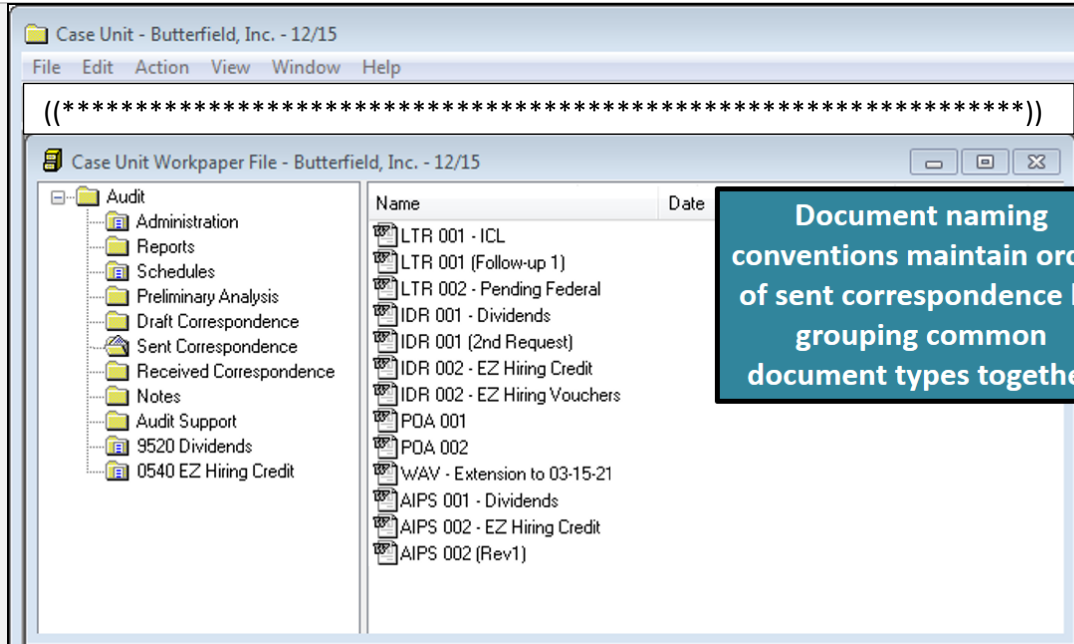 Case Unit - Butterfield, Inc. - 12/15
File Edit Action View Window Help
((******************************************************************))
Case Unit Workpaper File - Butterfield, Inc. - 12/15
Audit
Administration
Reports
Schedules
Preliminary Analysis
Draft Correspondence
Sent Correspondence
Received Correspondence
Notes
Audit Support
9520 Dividends
0540 EZ Hiring Credit
Name Date
LTR 001 - ICL
LTR 001 (Follow-up 1)
LTR 002 - Pending Federal
IDR 001 - Dividends
IDR 001 (2nd Request)
IDR 002 - EZ Hiring Credit
IDR 002 - EZ Hiring Vouchers
POA 001
POA 002
WAV - Extension to 03-15-21
AIPS 001 - Dividends
AIPS 002 - EZ Hiring Credit
AIPS 002 (Rev1)
Document naming
conventions maintain
of sent correspondence
grouping common
document types